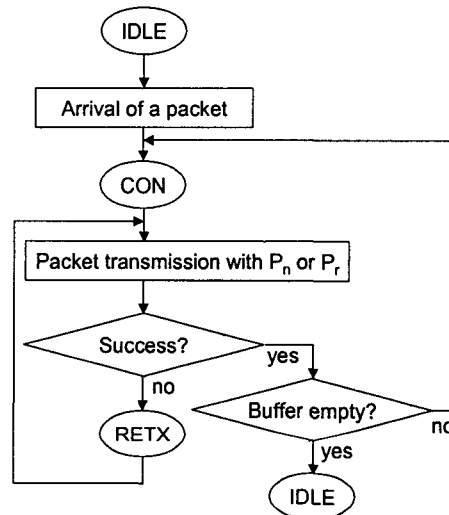 IDLE
Arrival of a packet
CON
Packet transmission with Pn or Pr
Success?
yes
no
Buffer empty?
no
RETX
yes
IDLE